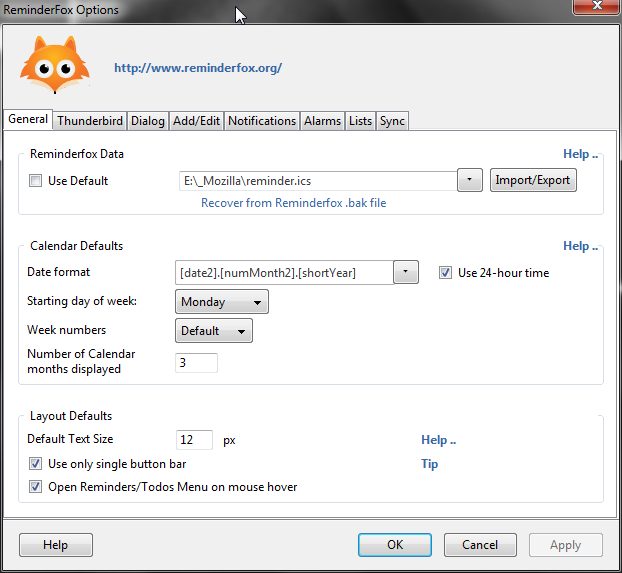 ReminderFox Options
http://www.reminderfox.org/
General Thunderbird Dialog Add/Edit Notifications Alarms Lists Sync
Reminderfox Data Help ..
Use Default E:\_Mozilla\reminder.ics Import/Export
Recover from Reminderfox .bak file
Calendar Defaults Help ..
Date format [date2].[numMonth2].[shortYear] Use 24-hour time
Starting day of week: Monday
Week numbers Default
Number of Calendar
months displayed 3
Layout Defaults
Default Text Size 12 px Help ..
Use only single button bar Tip
Open Reminders/Todos Menu on mouse hover
Help OK Cancel Apply